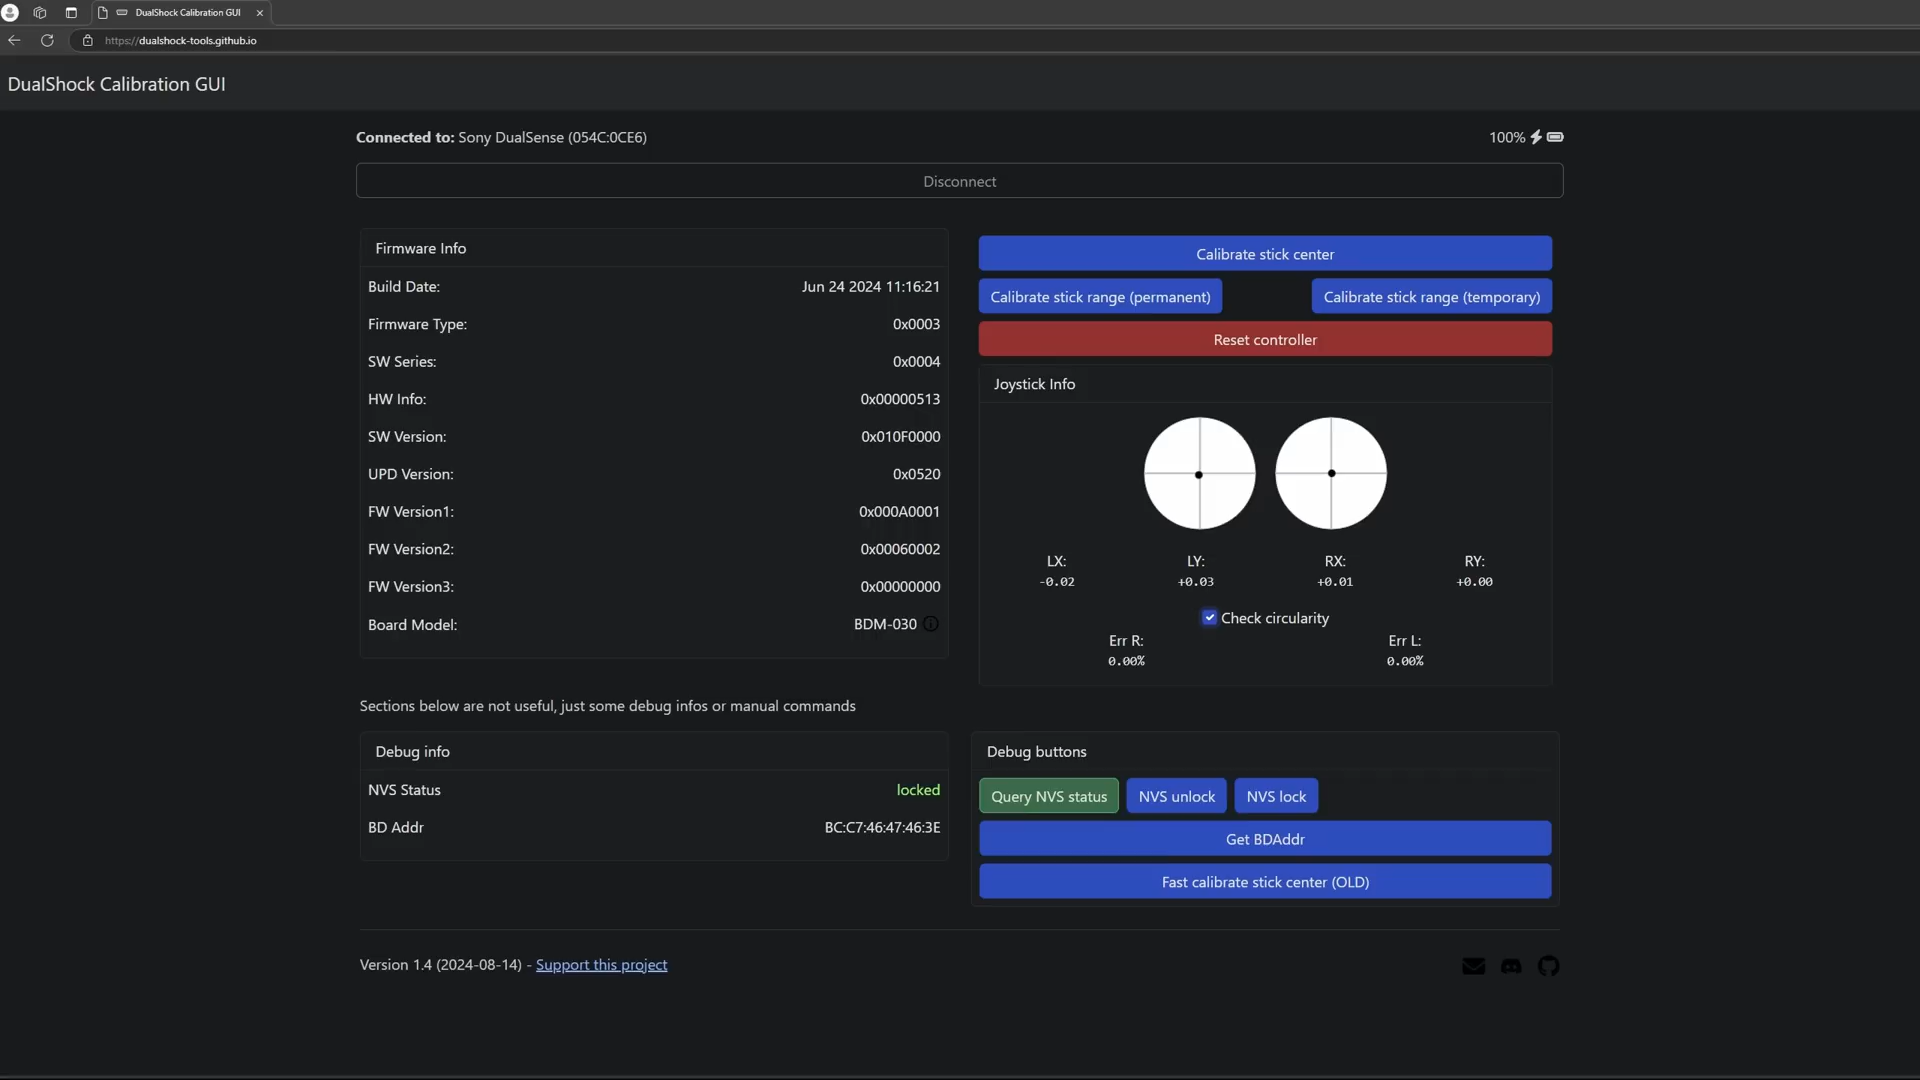 DualShock Calibration GUI
https://dualshock-tools.github.io
DualShock Calibration GUI
Connected to: Sony DualSense (054C:0CE6)
100%
Disconnect
Firmware Info
Build Date: Jun 24 2024 11:16:21
Firmware Type: 0x0003
SW Series: 0x0004
HW Info: 0x00000513
SW Version: 0x010F0000
UPD Version: 0x0520
FW Version1: 0x000A0001
FW Version2: 0x00060002
FW Version3: 0x00000000
Board Model: BDM-030
Calibrate stick center
Calibrate stick range (permanent) Calibrate stick range (temporary)
Reset controller
Joystick Info
LX: LY: RX: RY:
-0.02 +0.03 +0.01 +0.00
Check circularity
Err R: Err L:
0.00% 0.00%
Sections below are not useful, just some debug infos or manual commands
Debug info
NVS Status locked
BD Addr BC:C7:46:47:46:3E
Debug buttons
Query NVS status NVS unlock NVS lock
Get BDAddr
Fast calibrate stick center (OLD)
Version 1.4 (2024-08-14) - Support this project